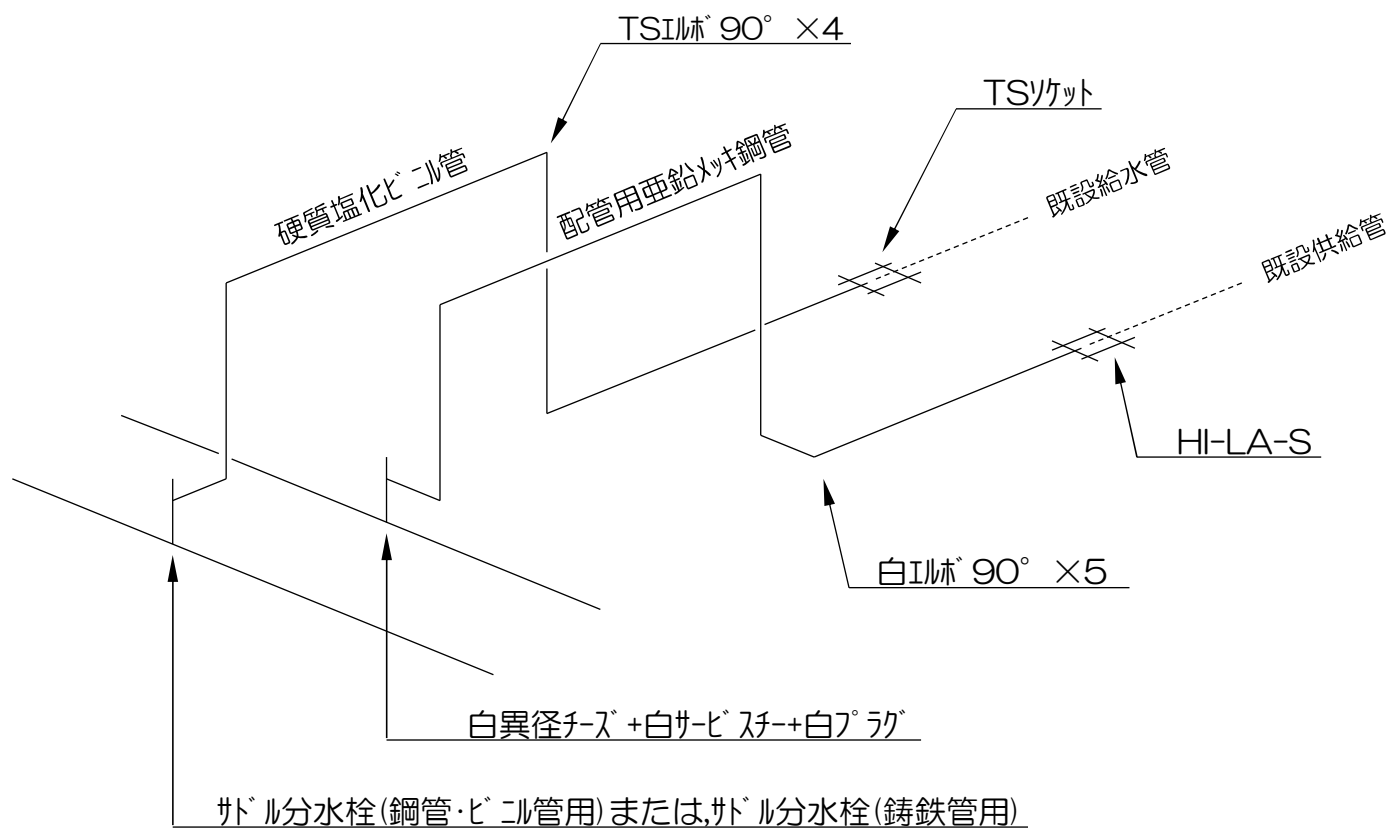 TSｴﾙﾎﾞ90° ×4
TSｿｹｯﾄ
硬質塩化ﾋﾞﾆﾙ管
配管用亜鉛ﾒｯｷ鋼管
既設給水管
既設供給管
HI-LA-S
白ｴﾙﾎﾞ90° ×5
白異径ﾁｰｽﾞ+白ｻｰﾋﾞｽﾁｰ+白ﾌﾟﾗｸﾞ
ｻﾄﾞﾙ分水栓(鋼管･ﾋﾞﾆﾙ管用)または,ｻﾄﾞﾙ分水栓(鋳鉄管用)